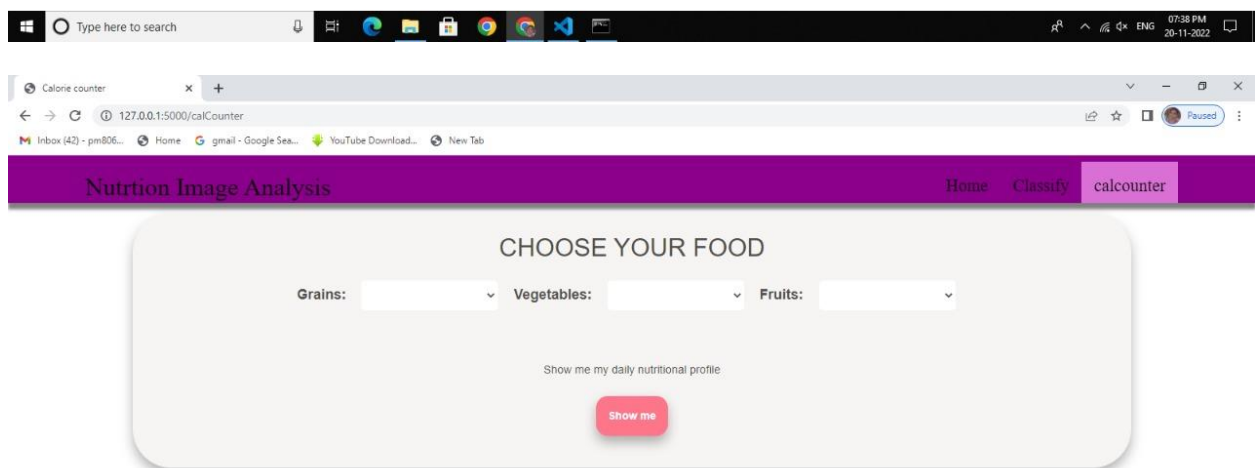 Type here to search
ENG
07:38 PM
20-11-2022
Calorie counter
127.0.0.1:5000/calCounter
Paused
Inbox (42) - pm806... Home gmail - Google Sea... YouTube Download... New Tab
Nutrtion Image Analysis Home Classify calcounter
CHOOSE YOUR FOOD
Grains: Vegetables: Fruits:
Show me my daily nutritional profile
Show me